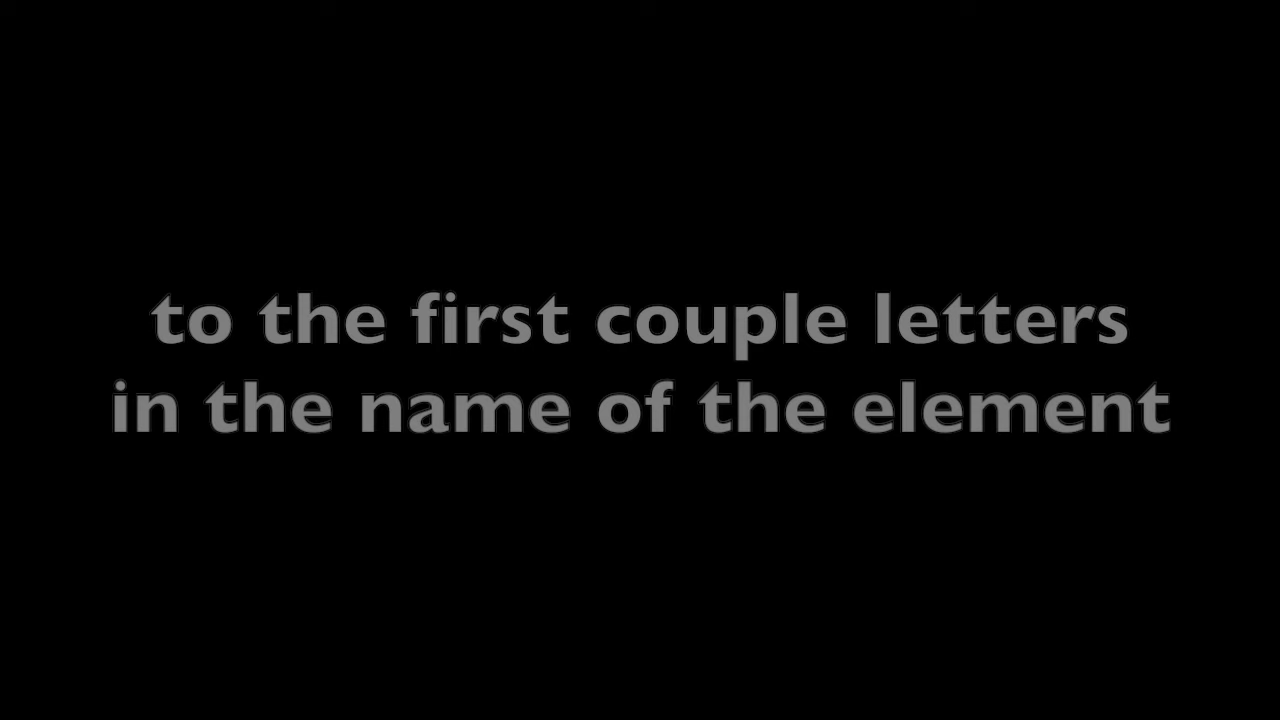 to the first couple letters
in the name of the element